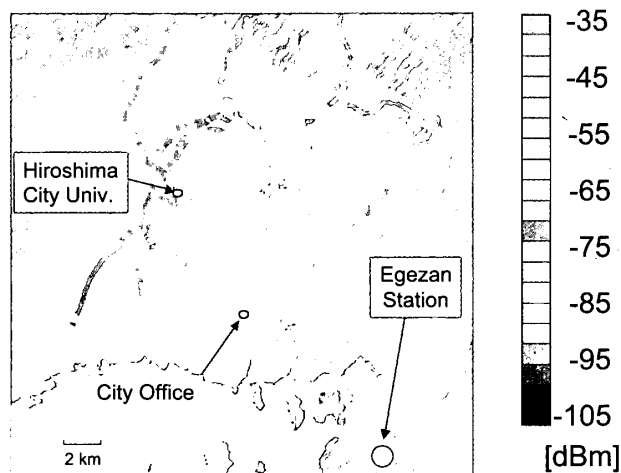 Hiroshima
City Univ.
Egezan
Station
City Office
2 km
-35
-45
-55
-65
-75
-85
-95
-105
[dBm]